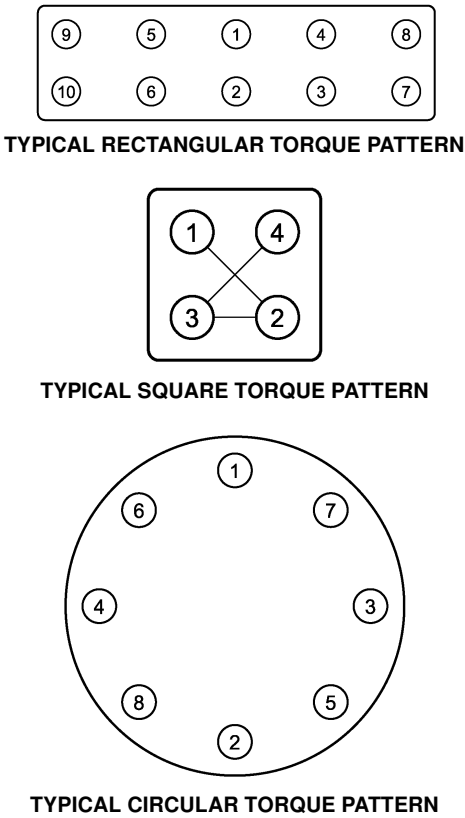 9 5 1 4 8
10 6 2 3 7
TYPICAL RECTANGULAR TORQUE PATTERN
1 4
3 2
TYPICAL SQUARE TORQUE PATTERN
1
6 7
4 3
8 5
2
TYPICAL CIRCULAR TORQUE PATTERN